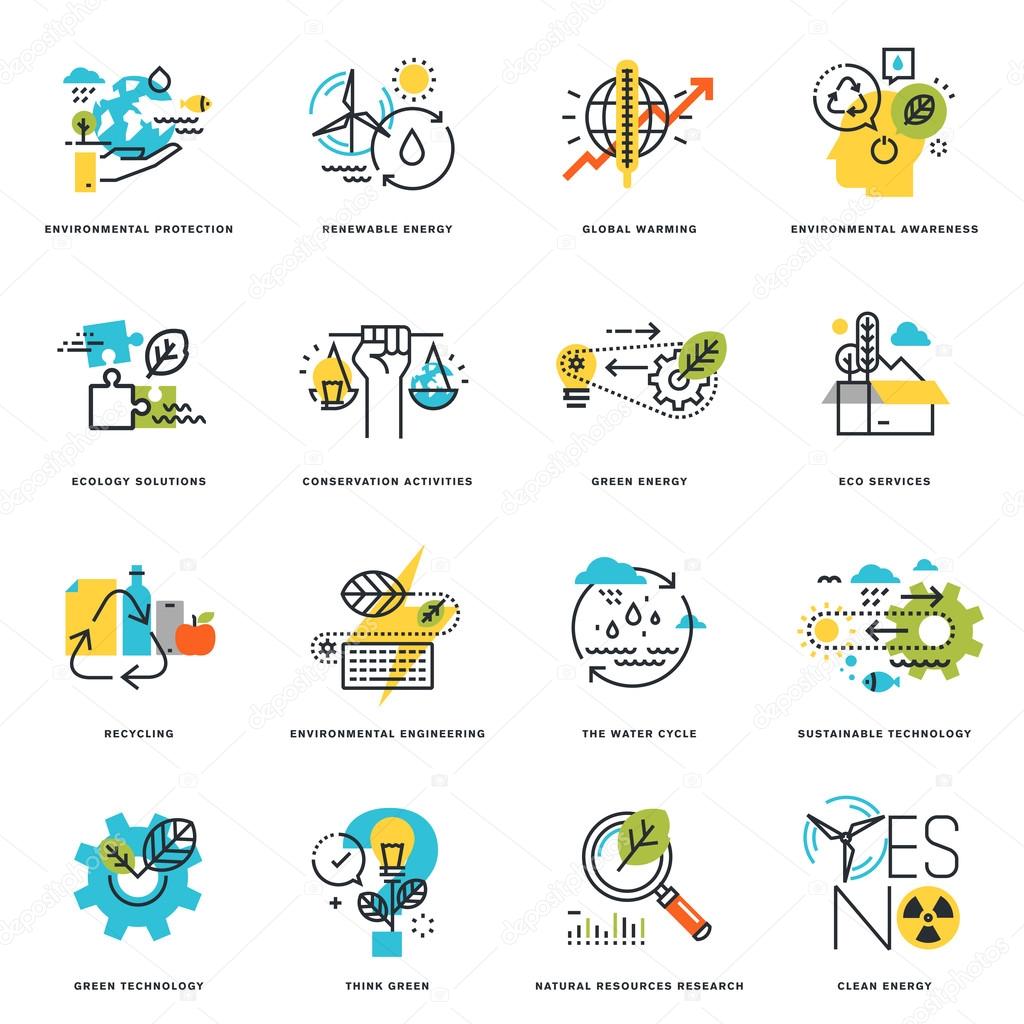 ENVIRONMENTAL PROTECTION
RENEWABLE ENERGY
GLOBAL WARMING
ENVIRONMENTAL AWARENESS
ECOLOGY SOLUTIONS
CONSERVATION ACTIVITIES
GREEN ENERGY
ECO SERVICES
RECYCLING
ENVIRONMENTAL ENGINEERING
THE WATER CYCLE
SUSTAINABLE TECHNOLOGY
YES
NO
GREEN TECHNOLOGY
THINK GREEN
NATURAL RESOURCES RESEARCH
CLEAN ENERGY
depositphotos